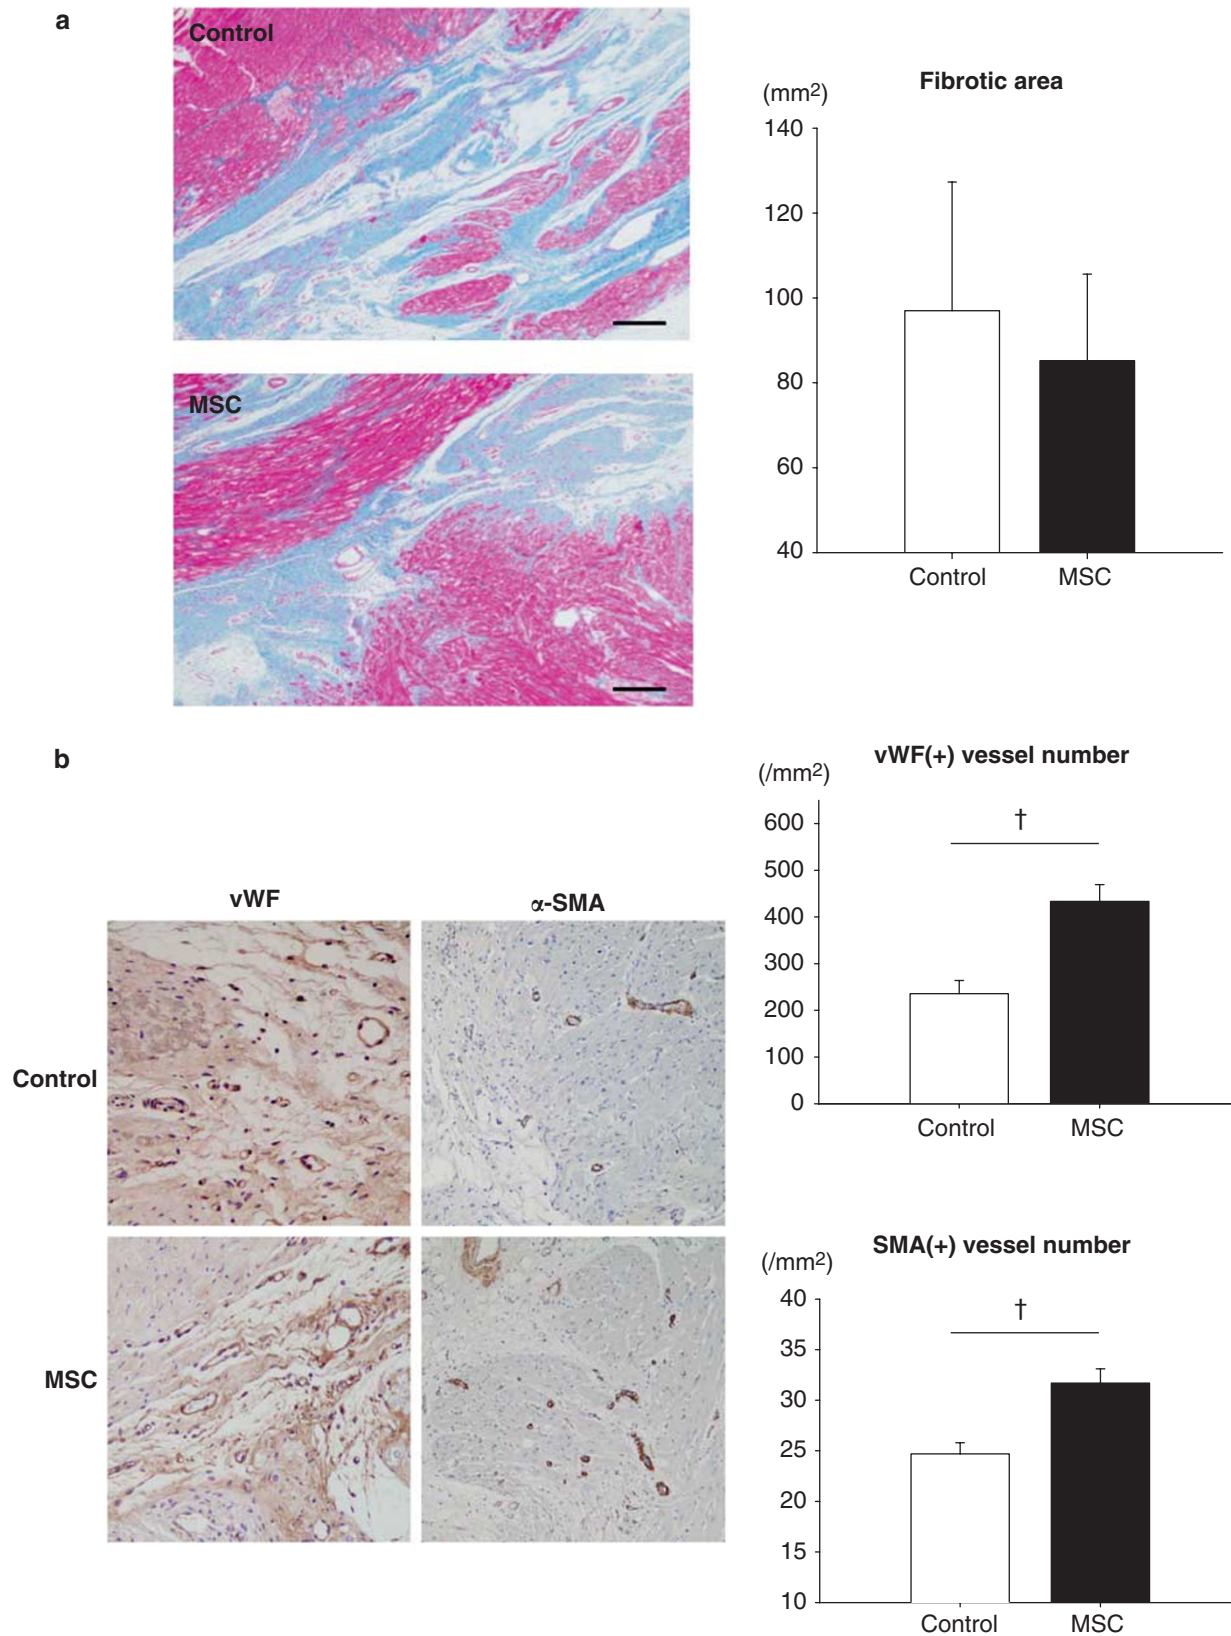 a
Control
MSC
Fibrotic area
(mm2)
140
120
100
80
60
40
Control MSC
b
vWF α-SMA
Control
MSC
vWF(+) vessel number
(/mm2)
†
600
500
400
300
200
100
0
Control MSC
SMA(+) vessel number
(/mm2)
†
40
35
30
25
20
15
10
Control MSC